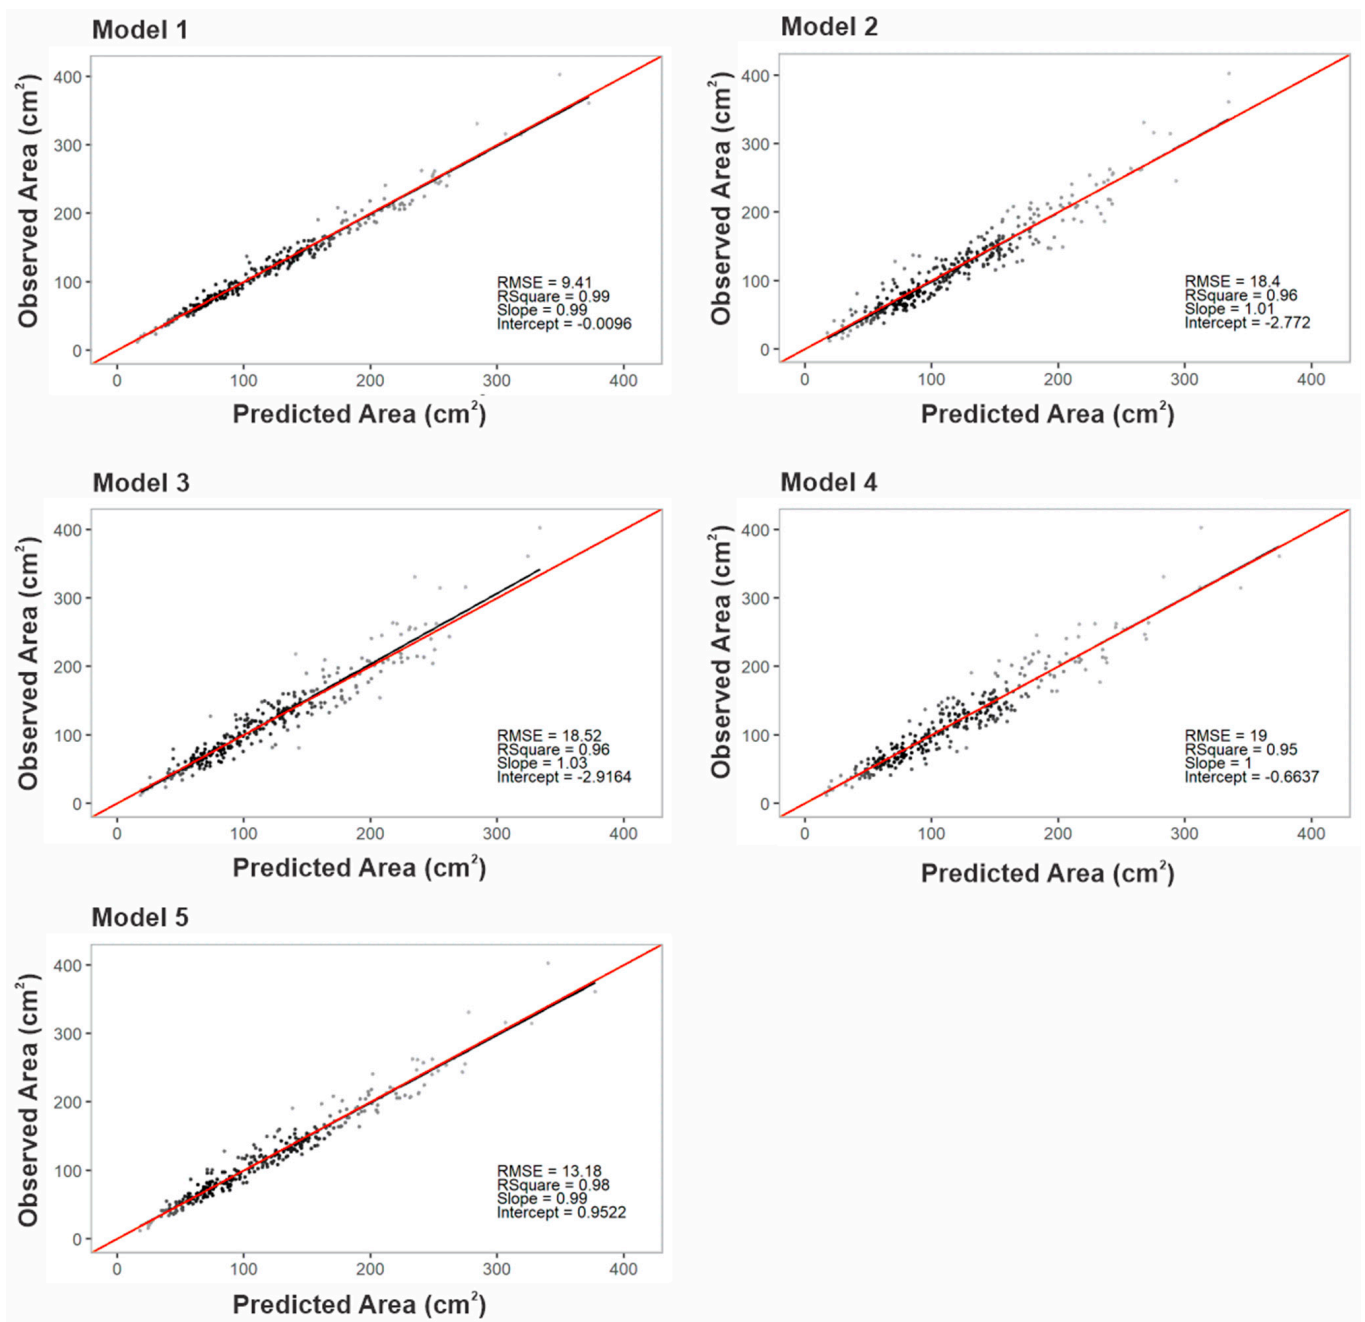 Model 1
Observed Area (cm²)
400
300
200
100
0
RMSE = 9.41
RSquare = 0.99
Slope = 0.99
Intercept = -0.0096
0 100 200 300 400
Predicted Area (cm²)
Model 2
Observed Area (cm²)
400
300
200
100
0
RMSE = 18.4
RSquare = 0.96
Slope = 1.01
Intercept = -2.772
0 100 200 300 400
Predicted Area (cm²)
Model 3
Observed Area (cm²)
400
300
200
100
0
RMSE = 18.52
RSquare = 0.96
Slope = 1.03
Intercept = -2.9164
0 100 200 300 400
Predicted Area (cm²)
Model 4
Observed Area (cm²)
400
300
200
100
0
RMSE = 19
RSquare = 0.95
Slope = 1
Intercept = -0.6637
0 100 200 300 400
Predicted Area (cm²)
Model 5
Observed Area (cm²)
400
300
200
100
0
RMSE = 13.18
RSquare = 0.98
Slope = 0.99
Intercept = 0.9522
0 100 200 300 400
Predicted Area (cm²)